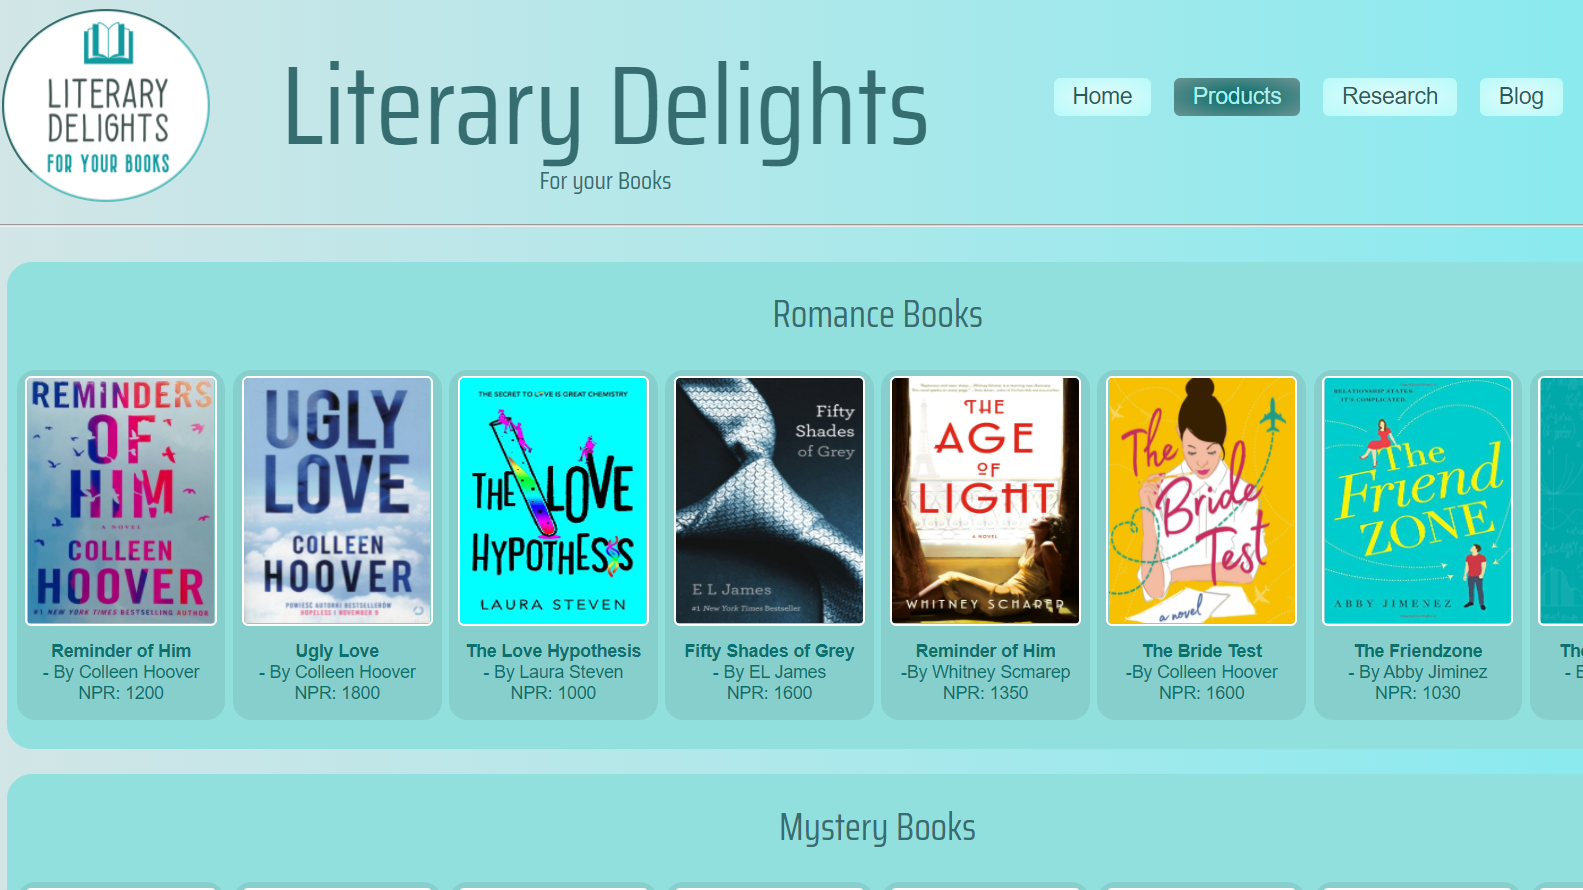 LITERARY
DELIGHTS
FOR YOUR BOOKS
Literary Delights
For your Books
Home
Products
Research
Blog
Romance Books
REMINDERS
OF
HIM
A NOVEL
COLLEEN
HOOVER
#1 NEW YORK TIMES BESTSELLING AUTHOR
Reminder of Him
- By Colleen Hoover
NPR: 1200
UGLY
LOVE
COLLEEN
HOOVER
POWIEŚĆ AUTORKI BESTSELLERÓW
HOPELESS I NOVEMBER 9
Ugly Love
- By Colleen Hoover
NPR: 1800
THE SECRET TO LOVE IS GREAT CHEMISTRY
THE LOVE
HYPOTHESIS
LAURA STEVEN
The Love Hypothesis
- By Laura Steven
NPR: 1000
Fifty
Shades
of Grey
E L James
#1 New York Times Bestseller
Fifty Shades of Grey
- By EL James
NPR: 1600
THE
AGE
OF
LIGHT
A NOVEL
WHITNEY SCHARER
Reminder of Him
-By Whitney Scmarep
NPR: 1350
The
Bride
Test
a novel
The Bride Test
-By Colleen Hoover
NPR: 1600
RELATIONSHIP STATUS:
IT'S COMPLICATED.
The
Friend
ZONE
ABBY JIMENEZ
The Friendzone
- By Abby Jiminez
NPR: 1030
Mystery Books